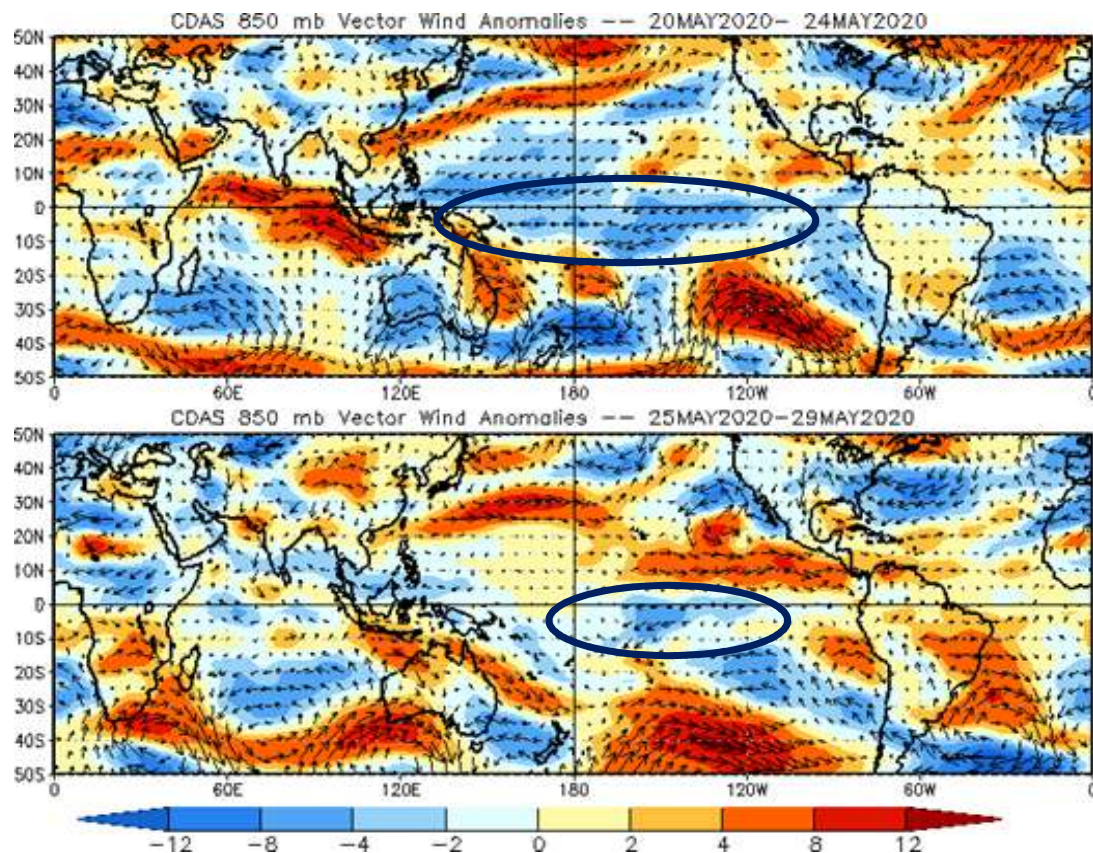 CDAS 850 mb Vector Wind Anomalies -- 20MAY2020- 24MAY2020
50N
40N
30N
20N
10N
0
10S
20S
30S
40S
50S
0 60E 120E 180 120W 60W 0
CDAS 850 mb Vector Wind Anomalies -- 25MAY2020-29MAY2020
50N
40N
30N
20N
10N
0
10S
20S
30S
40S
50S
0 60E 120E 180 120W 60W 0
-12 -8 -4 -2 0 2 4 8 12